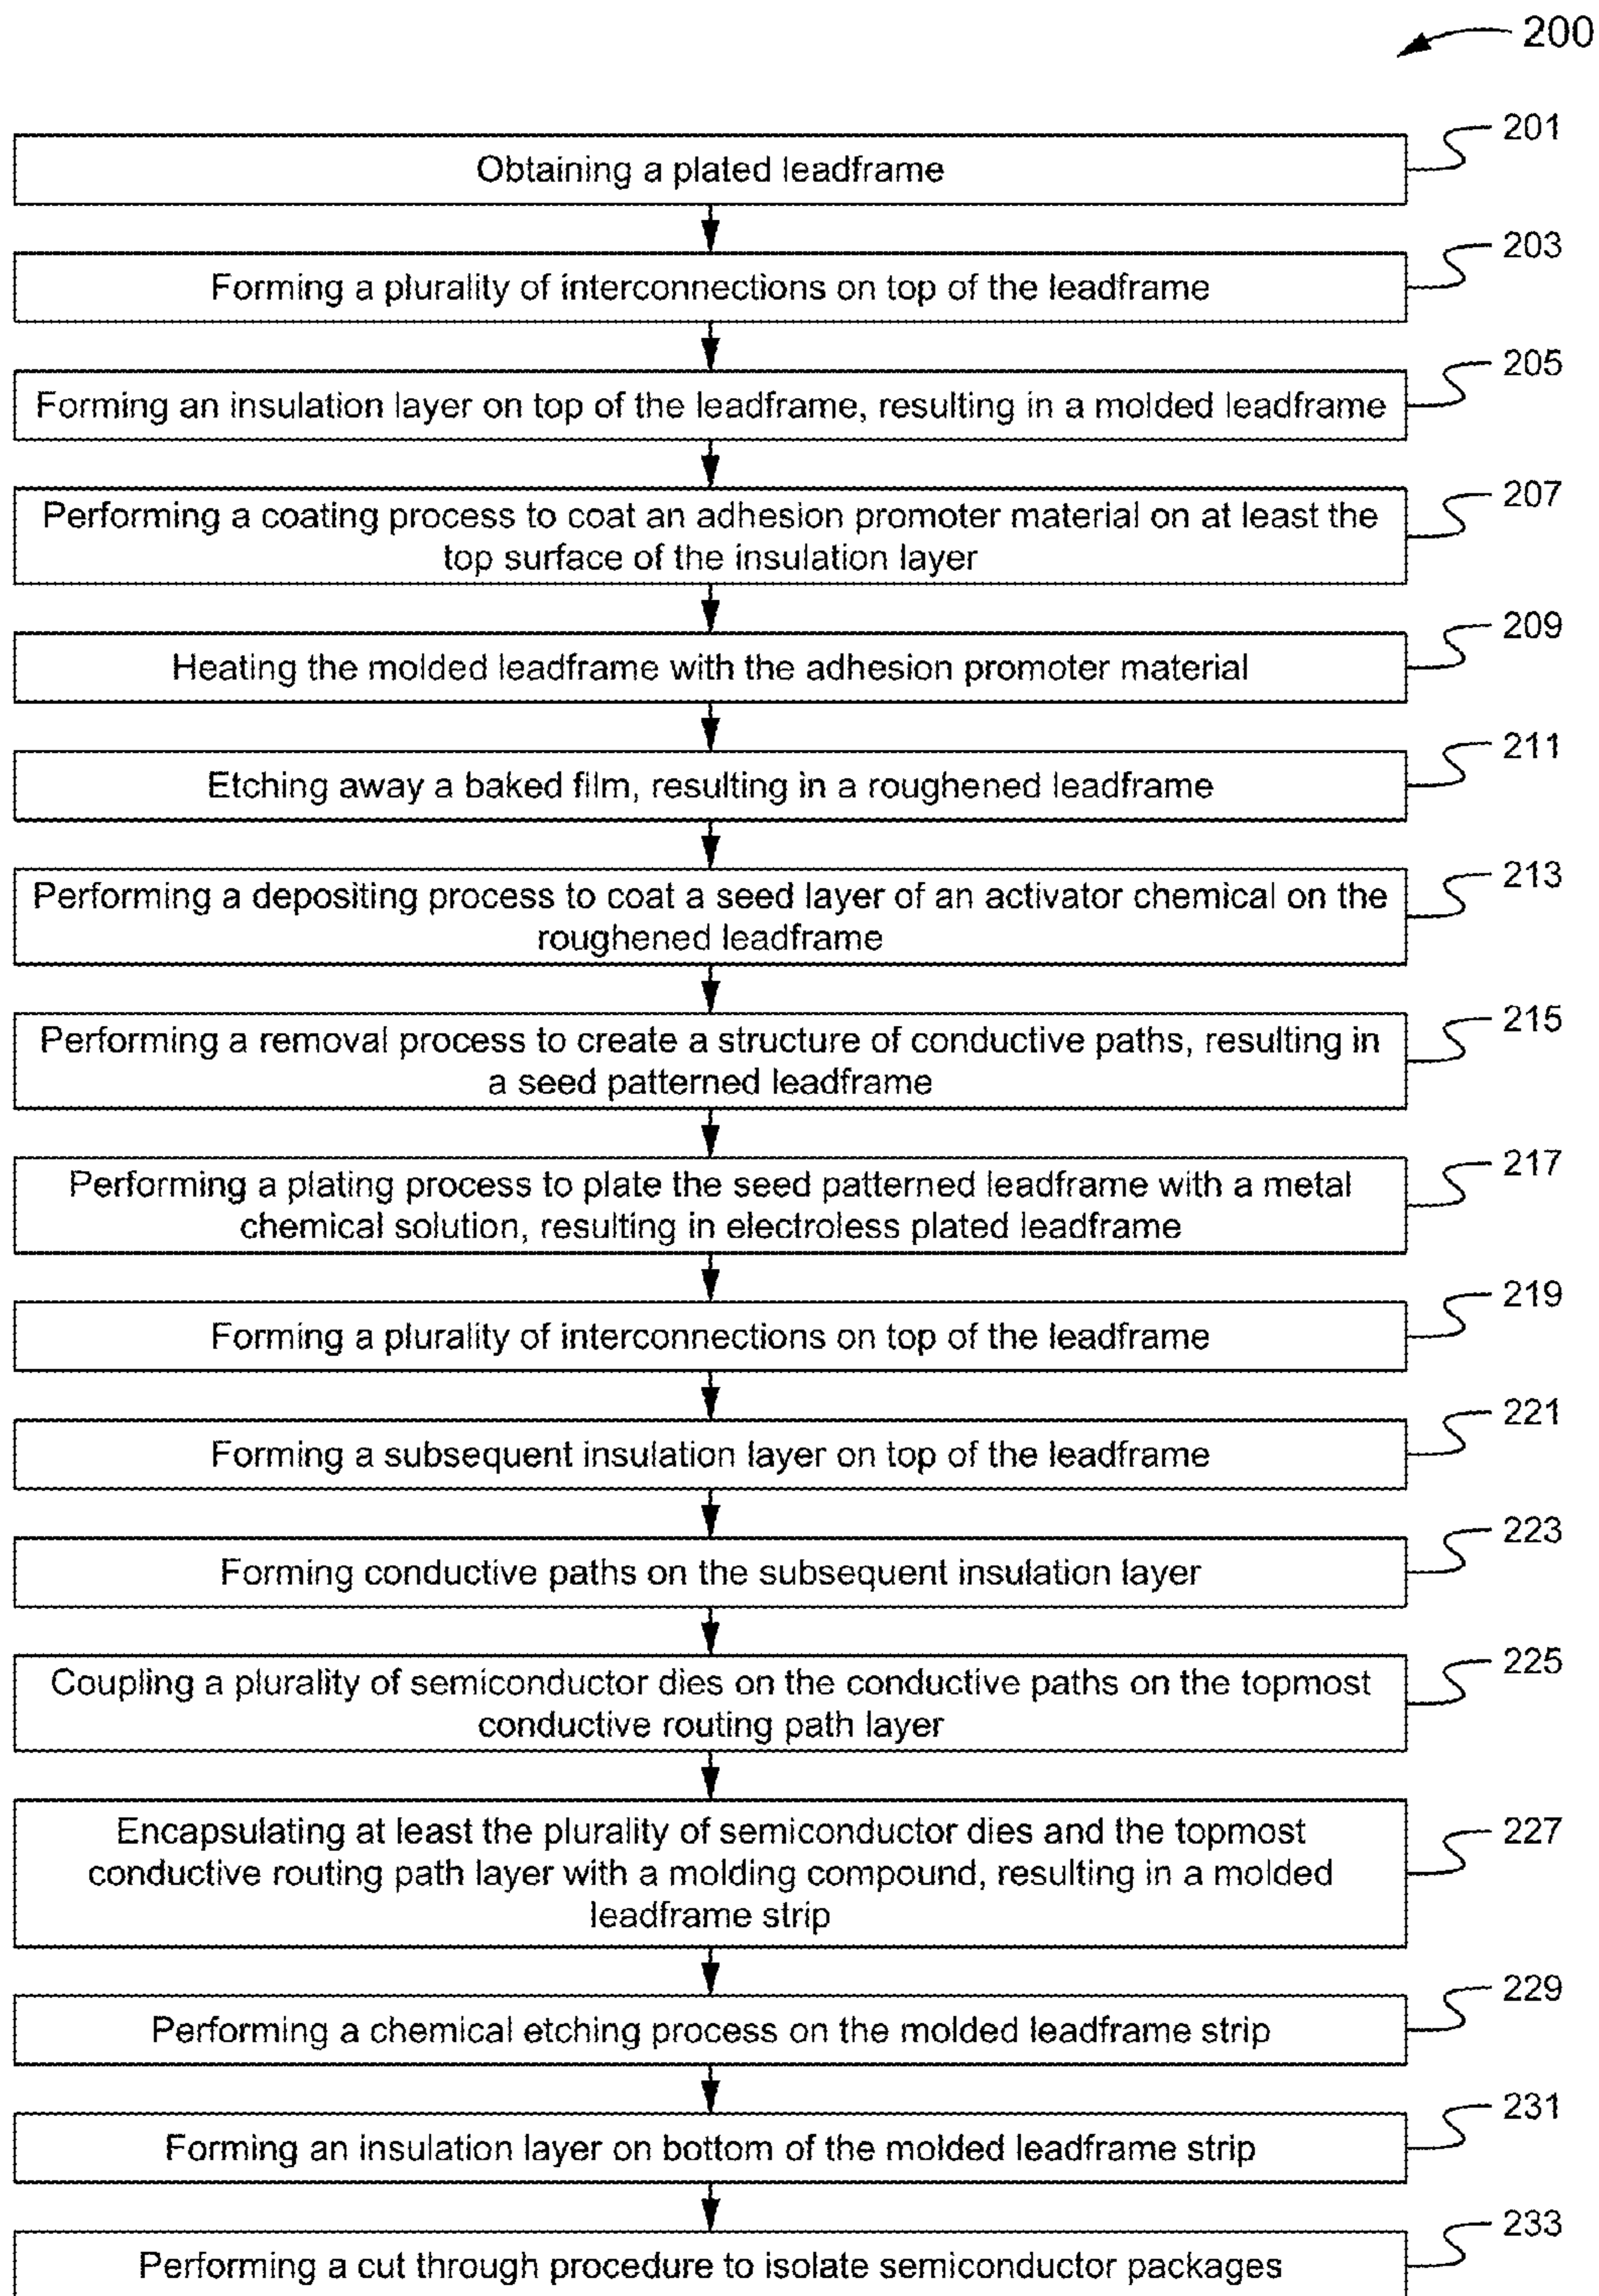 200
201
Obtaining a plated leadframe
203
Forming a plurality of interconnections on top of the leadframe
205
Forming an insulation layer on top of the leadframe, resulting in a molded leadframe
207
Performing a coating process to coat an adhesion promoter material on at least the
top surface of the insulation layer
209
Heating the molded leadframe with the adhesion promoter material
211
Etching away a baked film, resulting in a roughened leadframe
213
Performing a depositing process to coat a seed layer of an activator chemical on the
roughened leadframe
215
Performing a removal process to create a structure of conductive paths, resulting in
a seed patterned leadframe
217
Performing a plating process to plate the seed patterned leadframe with a metal
chemical solution, resulting in electroless plated leadframe
219
Forming a plurality of interconnections on top of the leadframe
221
Forming a subsequent insulation layer on top of the leadframe
223
Forming conductive paths on the subsequent insulation layer
225
Coupling a plurality of semiconductor dies on the conductive paths on the topmost
conductive routing path layer
227
Encapsulating at least the plurality of semiconductor dies and the topmost
conductive routing path layer with a molding compound, resulting in a molded
leadframe strip
229
Performing a chemical etching process on the molded leadframe strip
231
Forming an insulation layer on bottom of the molded leadframe strip
233
Performing a cut through procedure to isolate semiconductor packages